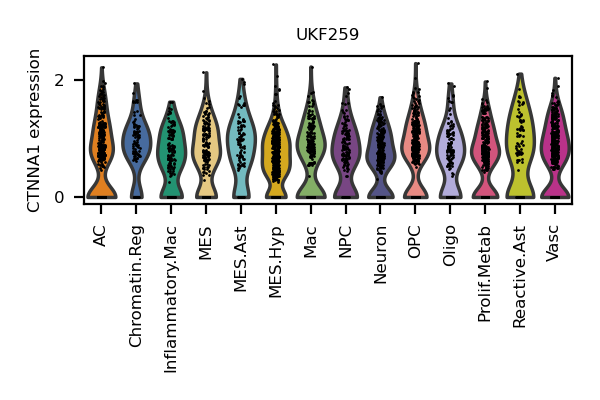 UKF259
CTNNA1 expression
2
0
AC
Chromatin.Reg
Inflammatory.Mac
MES
MES.Ast
MES.Hyp
Mac
NPC
Neuron
OPC
Oligo
Prolif.Metab
Reactive.Ast
Vasc